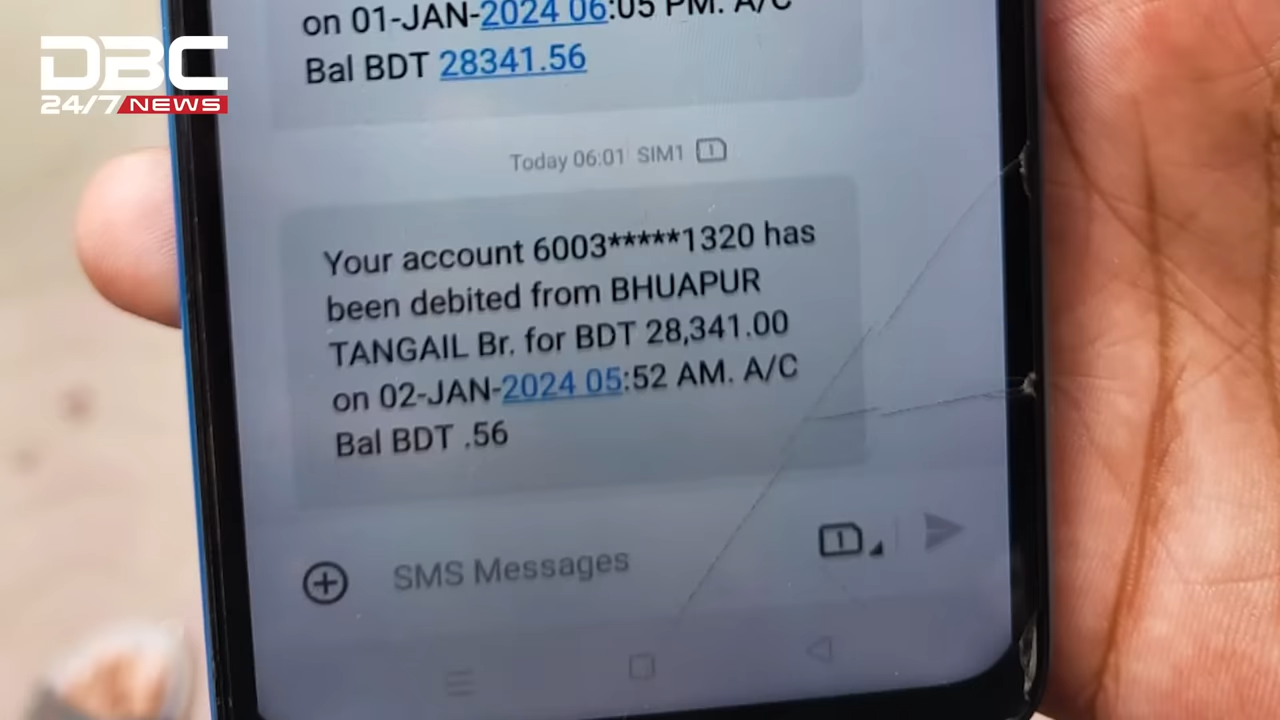 DBC
24/7 NEWS
on 01-JAN-2024 06:05 PM. A/C
Bal BDT 28341.56
Today 06:01 SIM1 1
Your account 6003*****1320 has
been debited from BHUAPUR
TANGAIL Br. for BDT 28,341.00
on 02-JAN-2024 05:52 AM. A/C
Bal BDT .56
SMS Messages
1